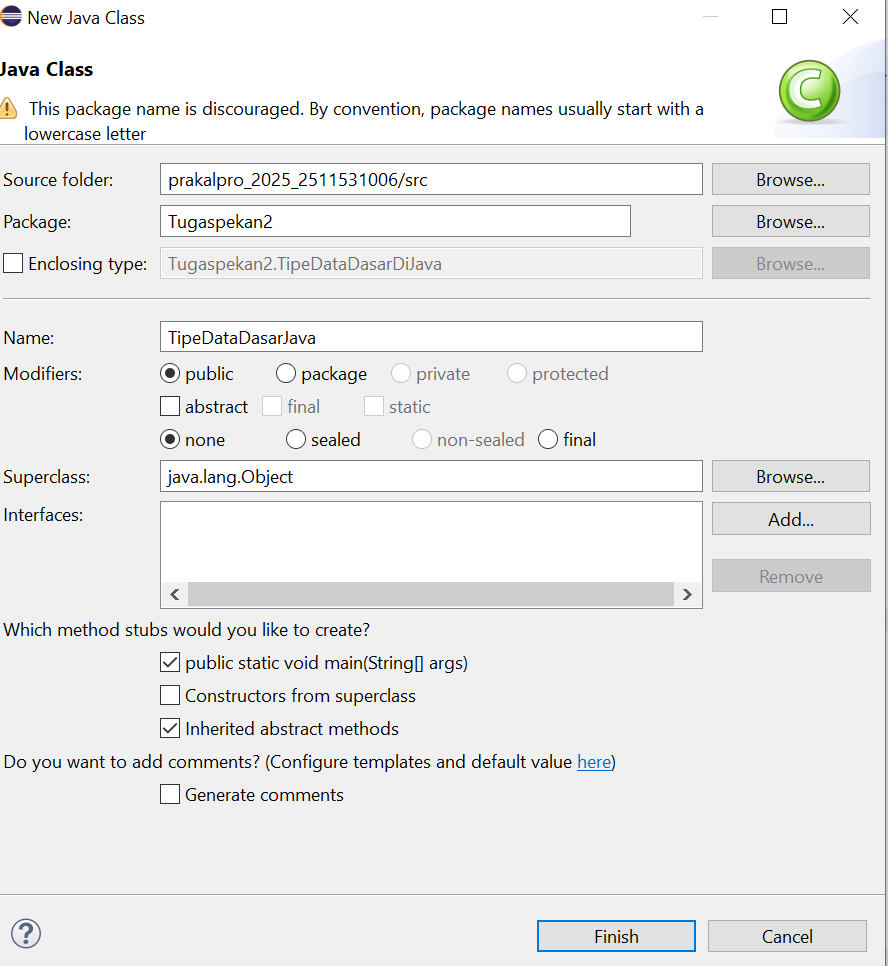 New Java Class
Java Class
This package name is discouraged. By convention, package names usually start with a
lowercase letter
Source folder: prakalpro_2025_2511531006/src Browse...
Package: Tugaspekan2 Browse...
Enclosing type: Tugaspekan2.TipeDataDasarDiJava Browse...
Name: TipeDataDasarJava
Modifiers: public package private protected
abstract final static
none sealed non-sealed final
Superclass: java.lang.Object Browse...
Interfaces: Add...
Remove
Which method stubs would you like to create?
public static void main(String[] args)
Constructors from superclass
Inherited abstract methods
Do you want to add comments? (Configure templates and default value here)
Generate comments
? Finish Cancel